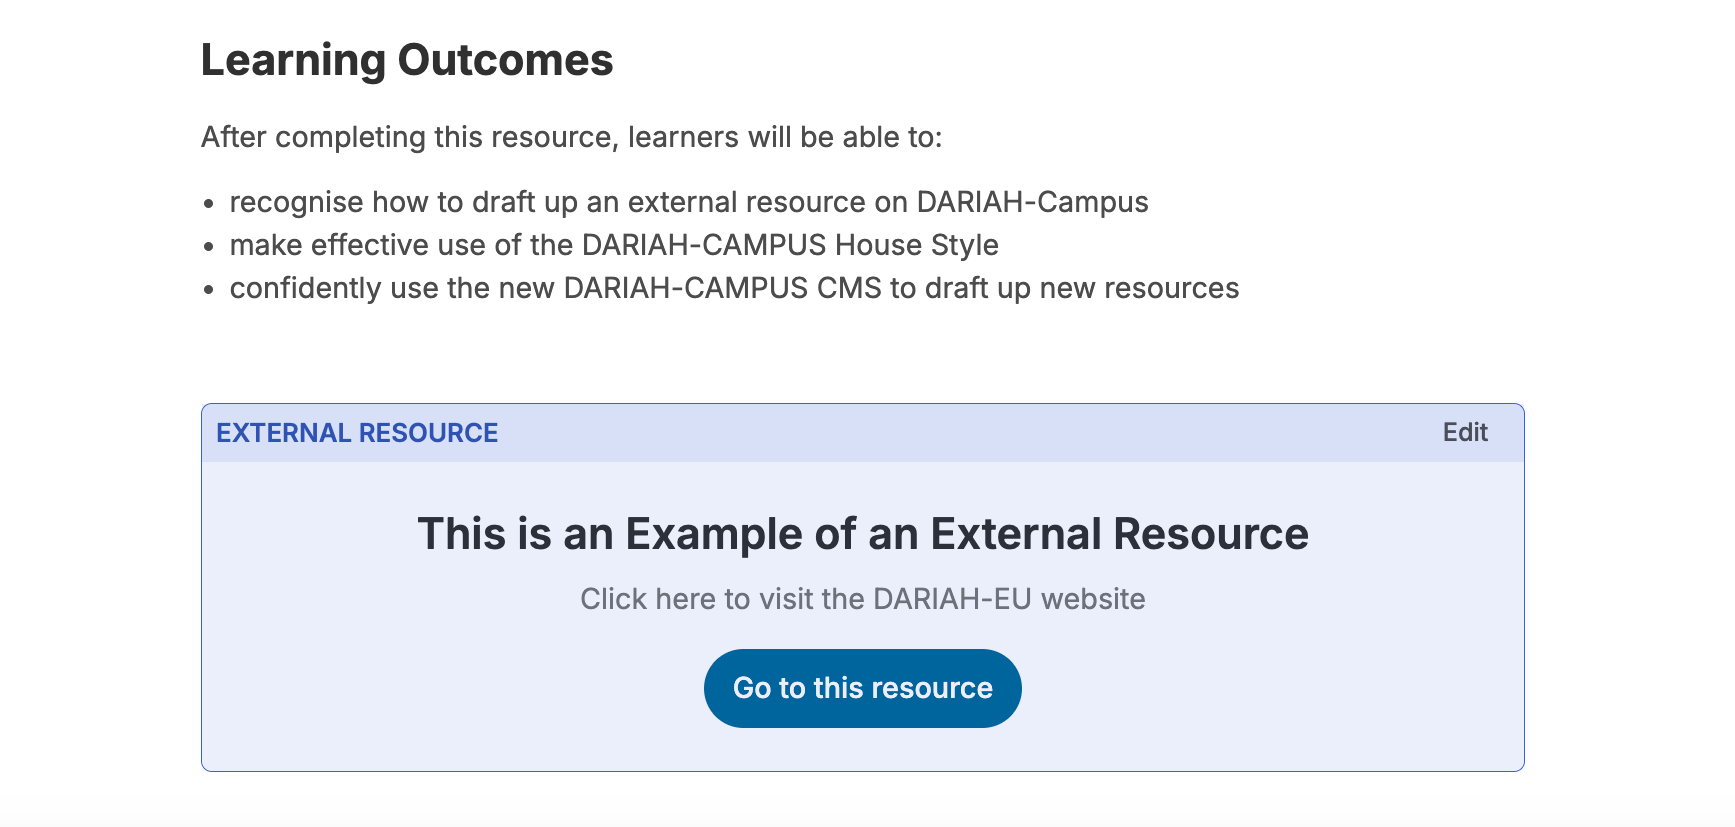 Learning Outcomes
After completing this resource, learners will be able to:
• recognise how to draft up an external resource on DARIAH-Campus
• make effective use of the DARIAH-CAMPUS House Style
• confidently use the new DARIAH-CAMPUS CMS to draft up new resources
EXTERNAL RESOURCE Edit
This is an Example of an External Resource
Click here to visit the DARIAH-EU website
Go to this resource